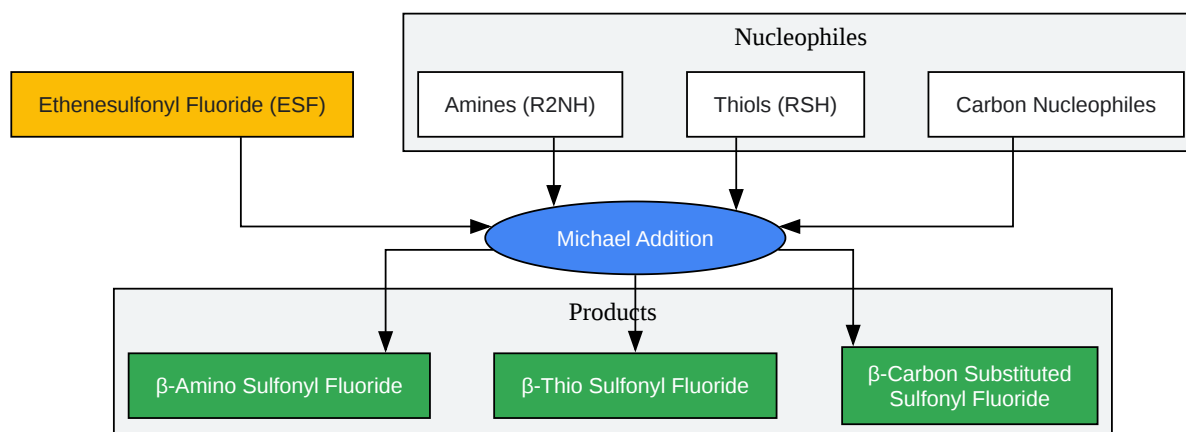 Nucleophiles
Ethenesulfonyl Fluoride (ESF)
Amines (R2NH)
Thiols (RSH)
Carbon Nucleophiles
Michael Addition
Products
β-Amino Sulfonyl Fluoride
β-Thio Sulfonyl Fluoride
β-Carbon Substituted
Sulfonyl Fluoride